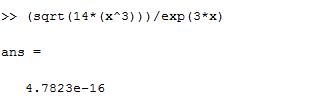 >> (sqrt(14*(x^3)))/exp(3*x)
ans =
4.7823e-16